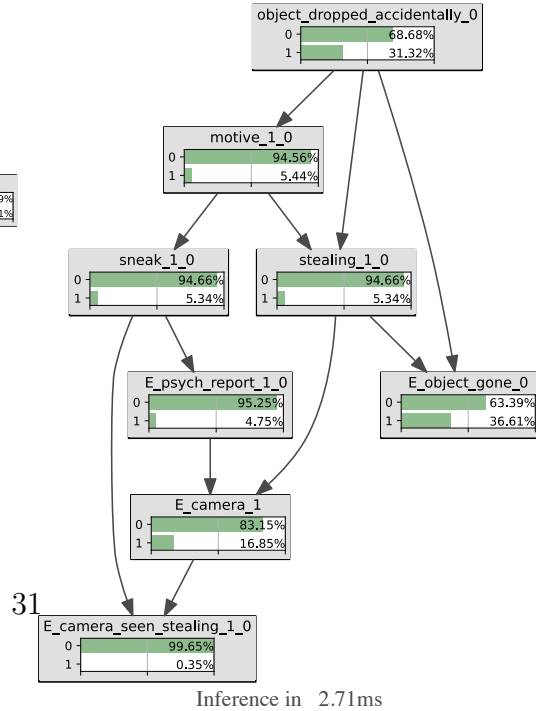 object_dropped_accidentally_0
0 68.68%
1 31.32%
motive_1_0
0 94.56%
1 5.44%
9%
1%
sneak_1_0
0 94.66%
1 5.34%
stealing_1_0
0 94.66%
1 5.34%
E_psych_report_1_0
0 95.25%
1 4.75%
E_object_gone_0
0 63.39%
1 36.61%
E_camera_1
0 83.15%
1 16.85%
31
E_camera_seen_stealing_1_0
0 99.65%
1 0.35%
Inference in 2.71ms